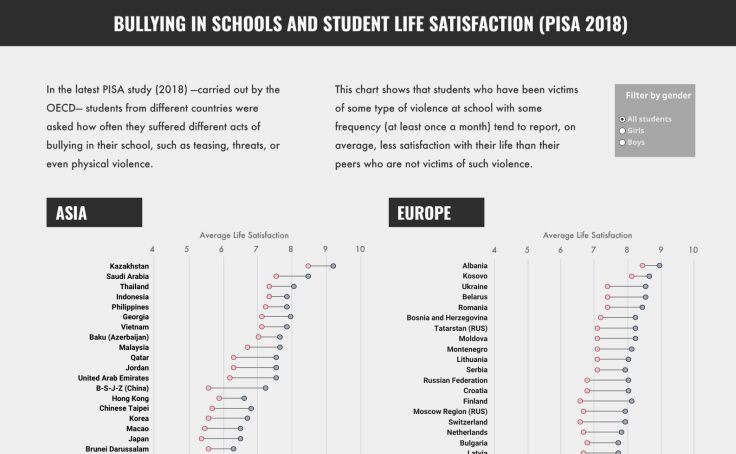 BULLYING IN SCHOOLS AND STUDENT LIFE SATISFACTION (PISA 2018)
In the latest PISA study (2018) —carried out by the
OECD— students from different countries were
asked how often they suffered different acts of
bullying in their school, such as teasing, threats, or
even physical violence.
This chart shows that students who have been victims
of some type of violence at school with some
frequency (at least once a month) tend to report, on
average, less satisfaction with their life than their
peers who are not victims of such violence.
Filter by gender
All students
Girls
Boys
ASIA
Average Life Satisfaction
4 5 6 7 8 9 10
Kazakhstan
Saudi Arabia
Thailand
Indonesia
Philippines
Georgia
Vietnam
Baku (Azerbaijan)
Malaysia
Qatar
Jordan
United Arab Emirates
B-S-J-Z (China)
Hong Kong
Chinese Taipei
Korea
Macao
Japan
Brunei Darussalam
EUROPE
Average Life Satisfaction
4 5 6 7 8 9 10
Albania
Kosovo
Ukraine
Belarus
Romania
Bosnia and Herzegovina
Tatarstan (RUS)
Moldova
Montenegro
Lithuania
Serbia
Russian Federation
Croatia
Finland
Moscow Region (RUS)
Switzerland
Netherlands
Bulgaria
Latvia